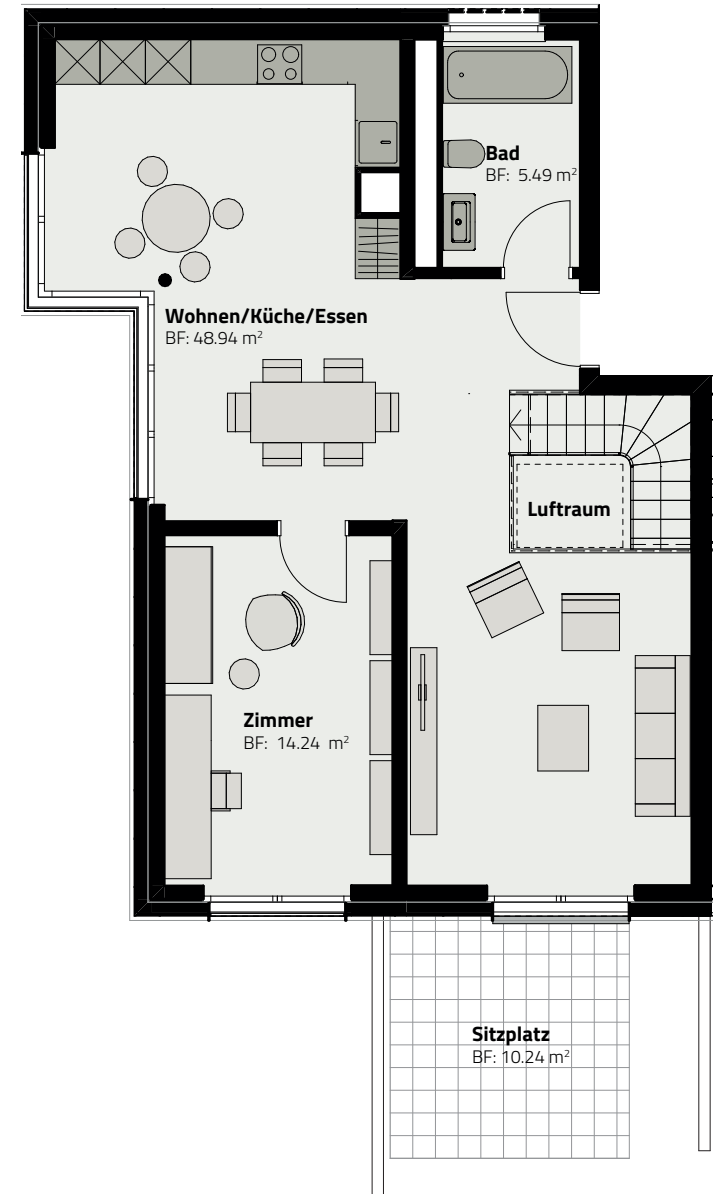 Bad
BF: 5.49 m²
Wohnen/Küche/Essen
BF: 48.94 m²
Luftraum
Zimmer
BF: 14.24 m²
Sitzplatz
BF: 10.24 m²